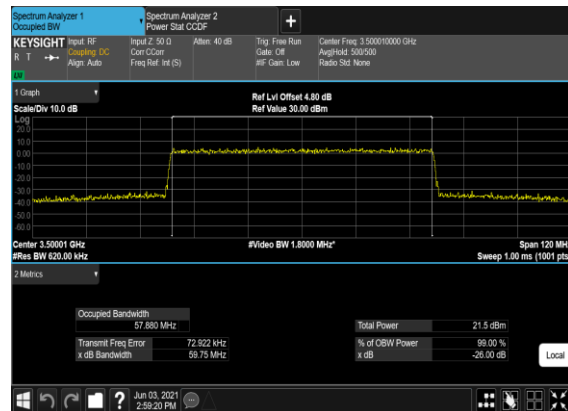 Spectrum Analyzer 1
Occupied BW
Spectrum Analyzer 2
Power Stat CCDF
+
KEYSIGHT
R T
LXI
Input: RF
Coupling: DC
Align: Auto
Input Z: 50 Ω
Corr CCorr
Freq Ref: Int (S)
Atten: 40 dB
Trig: Free Run
Gate: Off
#IF Gain: Low
Center Freq: 3.500010000 GHz
Avg|Hold: 500/500
Radio Std: None
1 Graph
Scale/Div 10.0 dB
Ref Lvl Offset 4.80 dB
Ref Value 30.00 dBm
Log
20.0
10.0
0.00
-10.0
-20.0
-30.0
-40.0
-50.0
-60.0
Center 3.50001 GHz
#Res BW 620.00 kHz
#Video BW 1.8000 MHz*
Span 120 MH
Sweep 1.00 ms (1001 pts
2 Metrics
Occupied Bandwidth
57.880 MHz
Total Power 21.5 dBm
Transmit Freq Error 72.922 kHz
% of OBW Power 99.00 %
x dB Bandwidth 59.75 MHz
x dB -26.00 dB
Local
?
Jun 03, 2021
2:59:20 PM